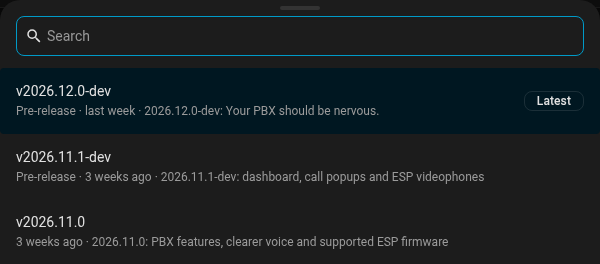 Search
v2026.12.0-dev
Pre-release · last week · 2026.12.0-dev: Your PBX should be nervous.
Latest
v2026.11.1-dev
Pre-release · 3 weeks ago · 2026.11.1-dev: dashboard, call popups and ESP videophones
v2026.11.0
3 weeks ago · 2026.11.0: PBX features, clearer voice and supported ESP firmware